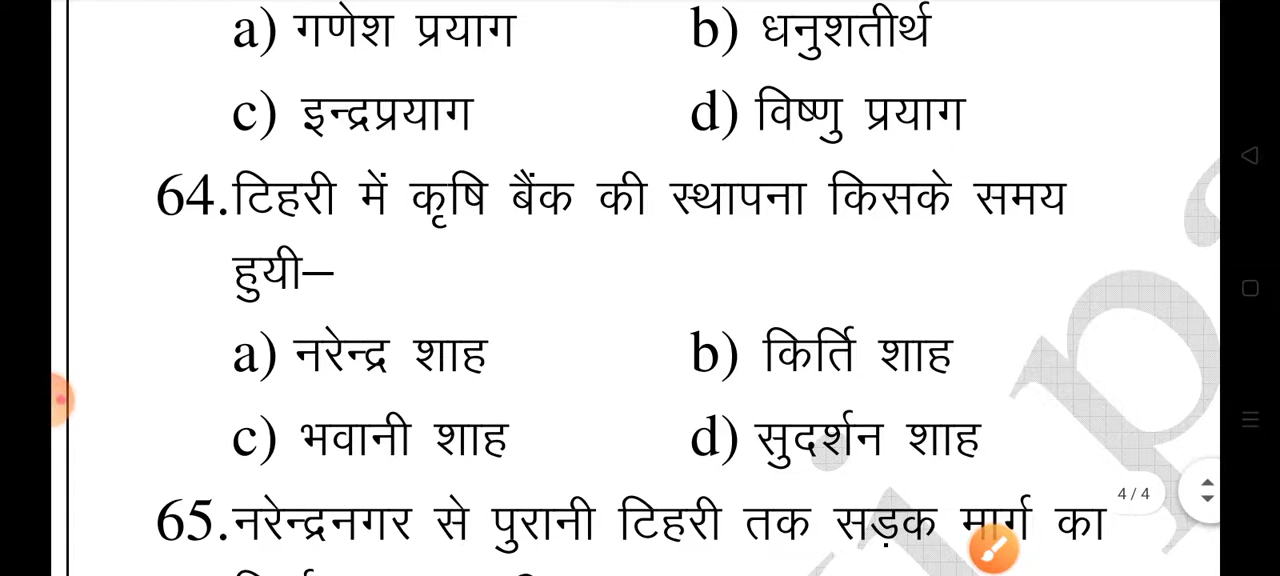 a) गणेश प्रयाग b) धनुशतीर्थ
c) इन्द्रप्रयाग d) विष्णु प्रयाग
64.टिहरी में कृषि बैंक की स्थापना किसके समय
हुयी–
a) नरेन्द्र शाह b) किर्ति शाह
c) भवानी शाह d) सुदर्शन शाह
4/4
65.नरेन्द्रनगर से पुरानी टिहरी तक सड़क मार्ग का